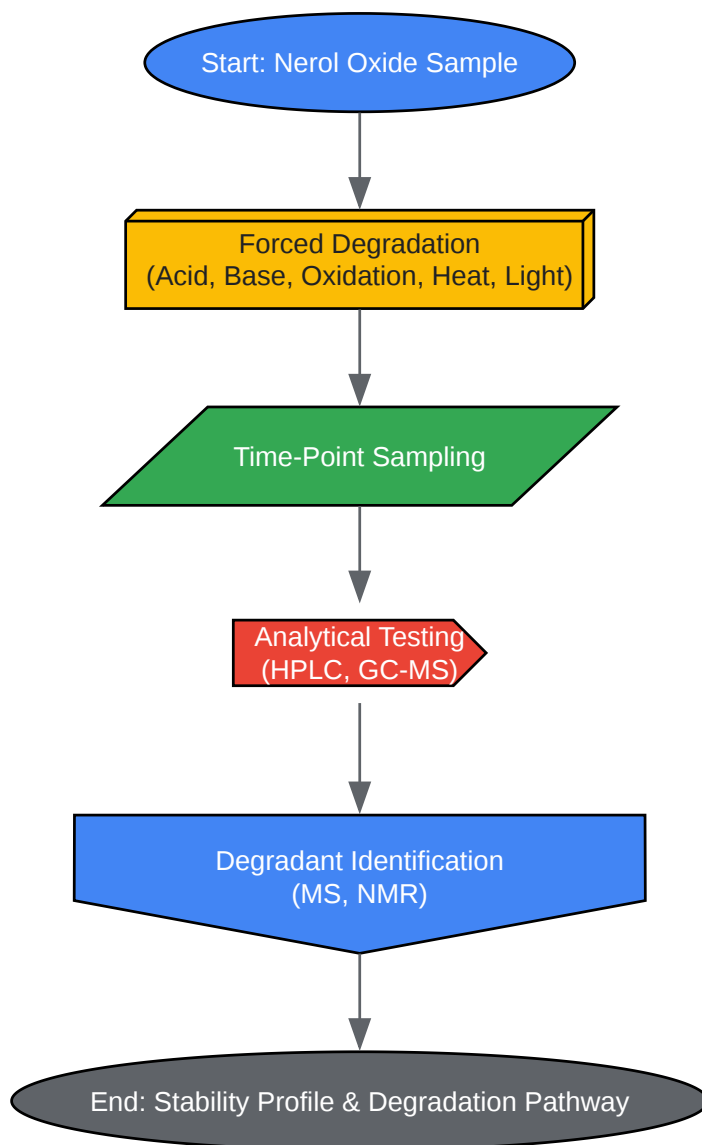 Start: Nerol Oxide Sample
Forced Degradation
(Acid, Base, Oxidation, Heat, Light)
Time-Point Sampling
Analytical Testing
(HPLC, GC-MS)
Degradant Identification
(MS, NMR)
End: Stability Profile & Degradation Pathway